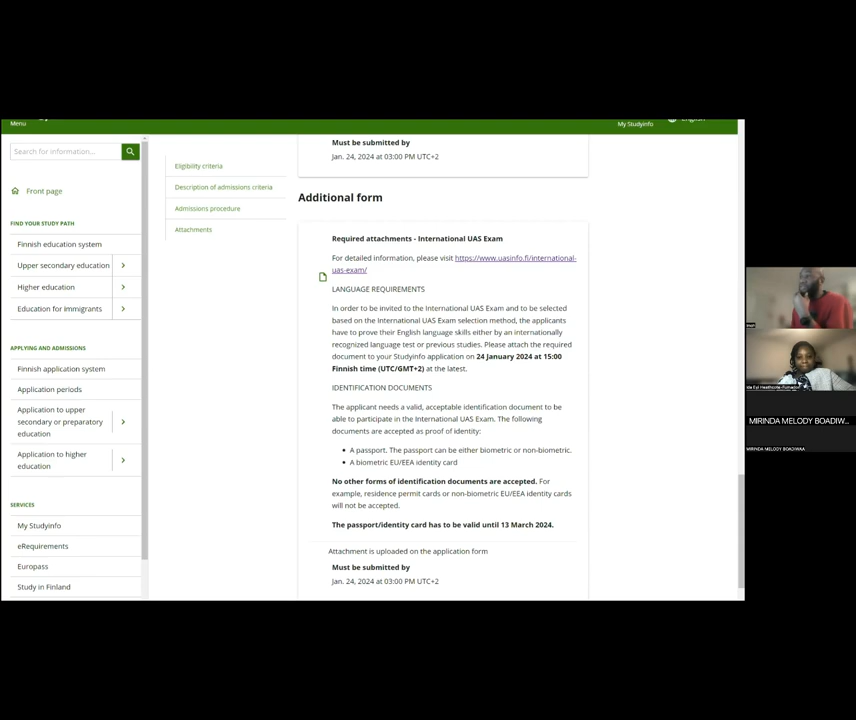 Menu
My Studyinfo
English
Search for information...
Front page
FIND YOUR STUDY PATH
Finnish education system
Upper secondary education
Higher education
Education for immigrants
APPLYING AND ADMISSIONS
Finnish application system
Application periods
Application to upper
secondary or preparatory
education
Application to higher
education
SERVICES
My Studyinfo
eRequirements
Europass
Study in Finland
Eligibility criteria
Description of admissions criteria
Admissions procedure
Attachments
Must be submitted by
Jan. 24, 2024 at 03:00 PM UTC+2
Additional form
Required attachments - International UAS Exam
For detailed information, please visit https://www.uasinfo.fi/international-
uas-exam/
LANGUAGE REQUIREMENTS
In order to be invited to the International UAS Exam and to be selected
based on the International UAS Exam selection method, the applicants
have to prove their English language skills either by an internationally
recognized language test or previous studies. Please attach the required
document to your Studyinfo application on 24 January 2024 at 15:00
Finnish time (UTC/GMT+2) at the latest.
IDENTIFICATION DOCUMENTS
The applicant needs a valid, acceptable identification document to be
able to participate in the International UAS Exam. The following
documents are accepted as proof of identity:
• A passport. The passport can be either biometric or non-biometric.
• A biometric EU/EEA identity card
No other forms of identification documents are accepted. For
example, residence permit cards or non-biometric EU/EEA identity cards
will not be accepted.
The passport/identity card has to be valid until 13 March 2024.
Attachment is uploaded on the application form
Must be submitted by
Jan. 24, 2024 at 03:00 PM UTC+2
MIRINDA MELODY BOADIW...
MIRINDA MELODY BOADIWAA